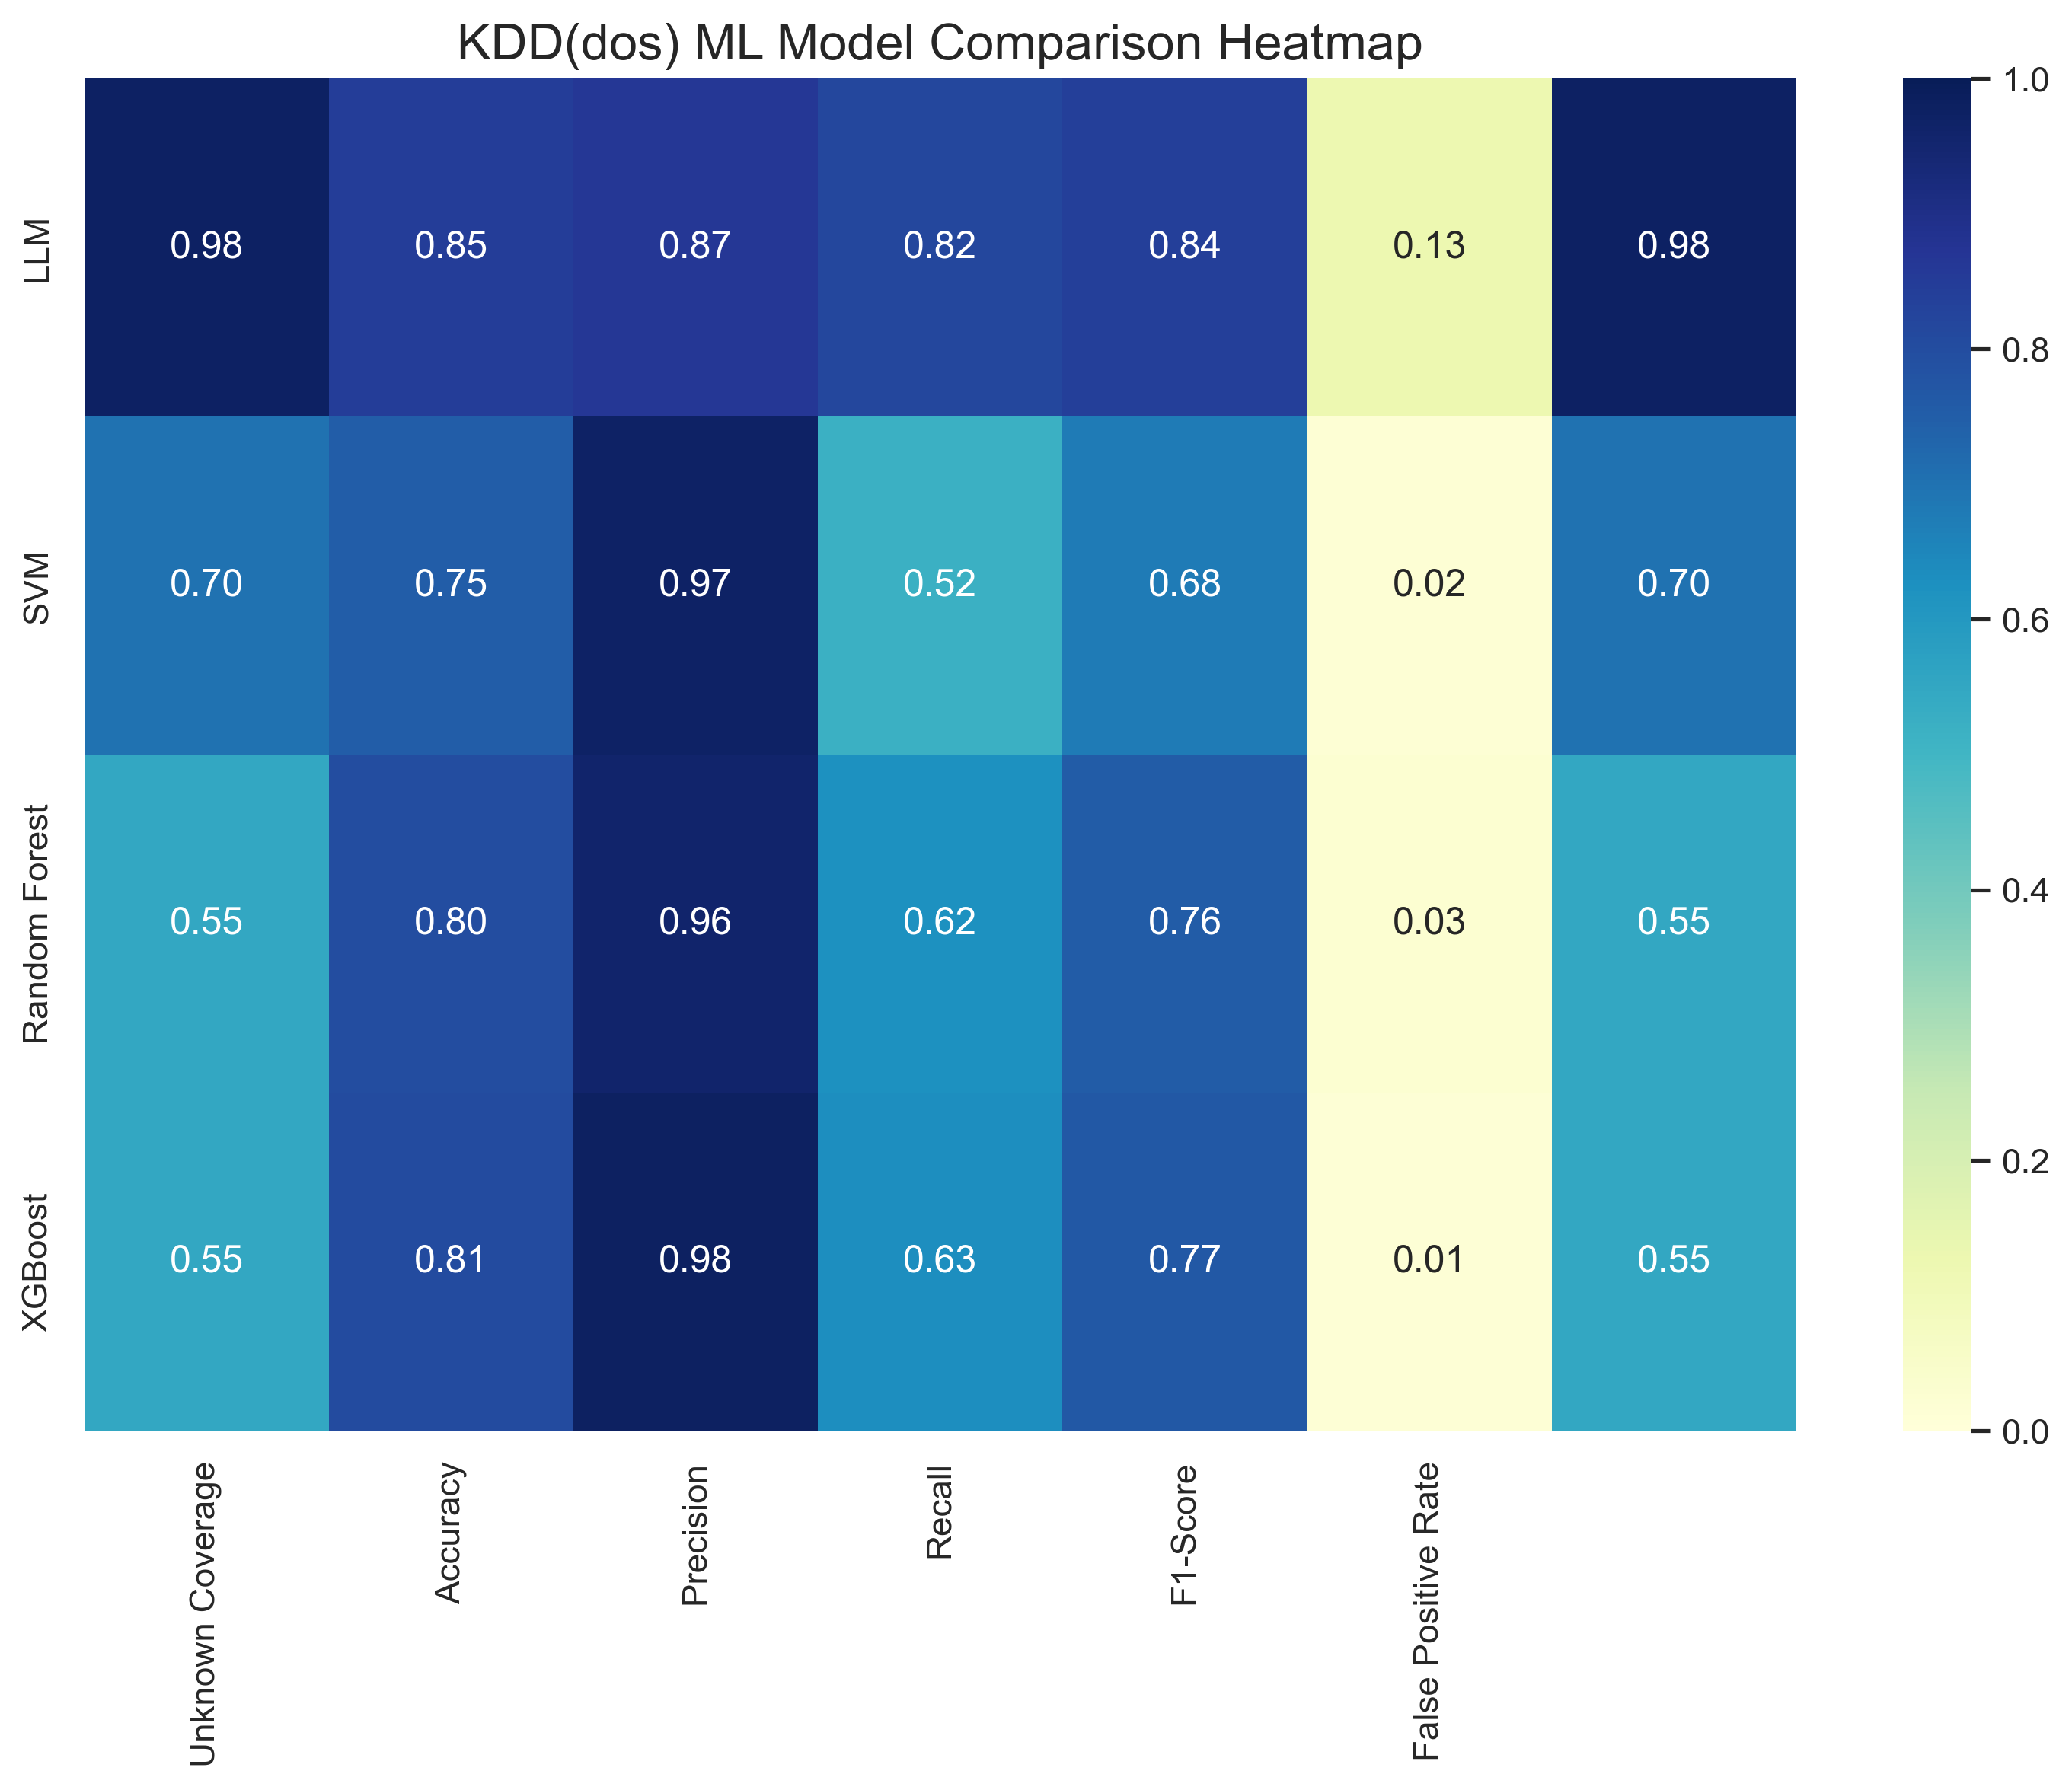 KDD(dos) ML Model Comparison Heatmap
LLM
0.98 0.85 0.87 0.82 0.84 0.13 0.98
SVM
0.70 0.75 0.97 0.52 0.68 0.02 0.70
Random Forest
0.55 0.80 0.96 0.62 0.76 0.03 0.55
XGBoost
0.55 0.81 0.98 0.63 0.77 0.01 0.55
Unknown Coverage
Accuracy
Precision
Recall
F1-Score
False Positive Rate
1.0
0.8
0.6
0.4
0.2
0.0